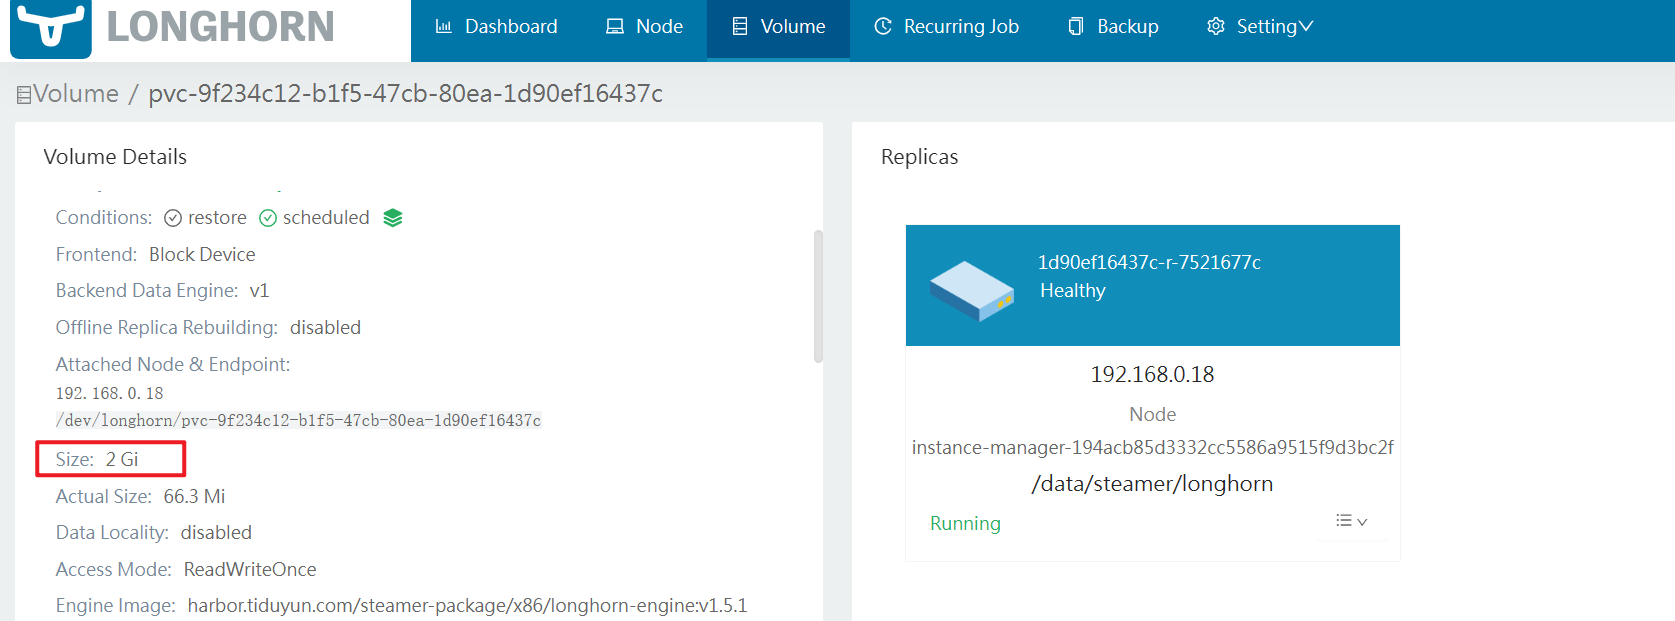 LONGHORN
Dashboard Node Volume Recurring Job Backup Setting
Volume / pvc-9f234c12-b1f5-47cb-80ea-1d90ef16437c
Volume Details
Conditions: restore scheduled
Frontend: Block Device
Backend Data Engine: v1
Offline Replica Rebuilding: disabled
Attached Node & Endpoint:
192.168.0.18
/dev/longhorn/pvc-9f234c12-b1f5-47cb-80ea-1d90ef16437c
Size: 2 Gi
Actual Size: 66.3 Mi
Data Locality: disabled
Access Mode: ReadWriteOnce
Engine Image: harbor.tiduyun.com/steamer-package/x86/longhorn-engine:v1.5.1
Replicas
1d90ef16437c-r-7521677c
Healthy
192.168.0.18
Node
instance-manager-194acb85d3332cc5586a9515f9d3bc2f
/data/steamer/longhorn
Running